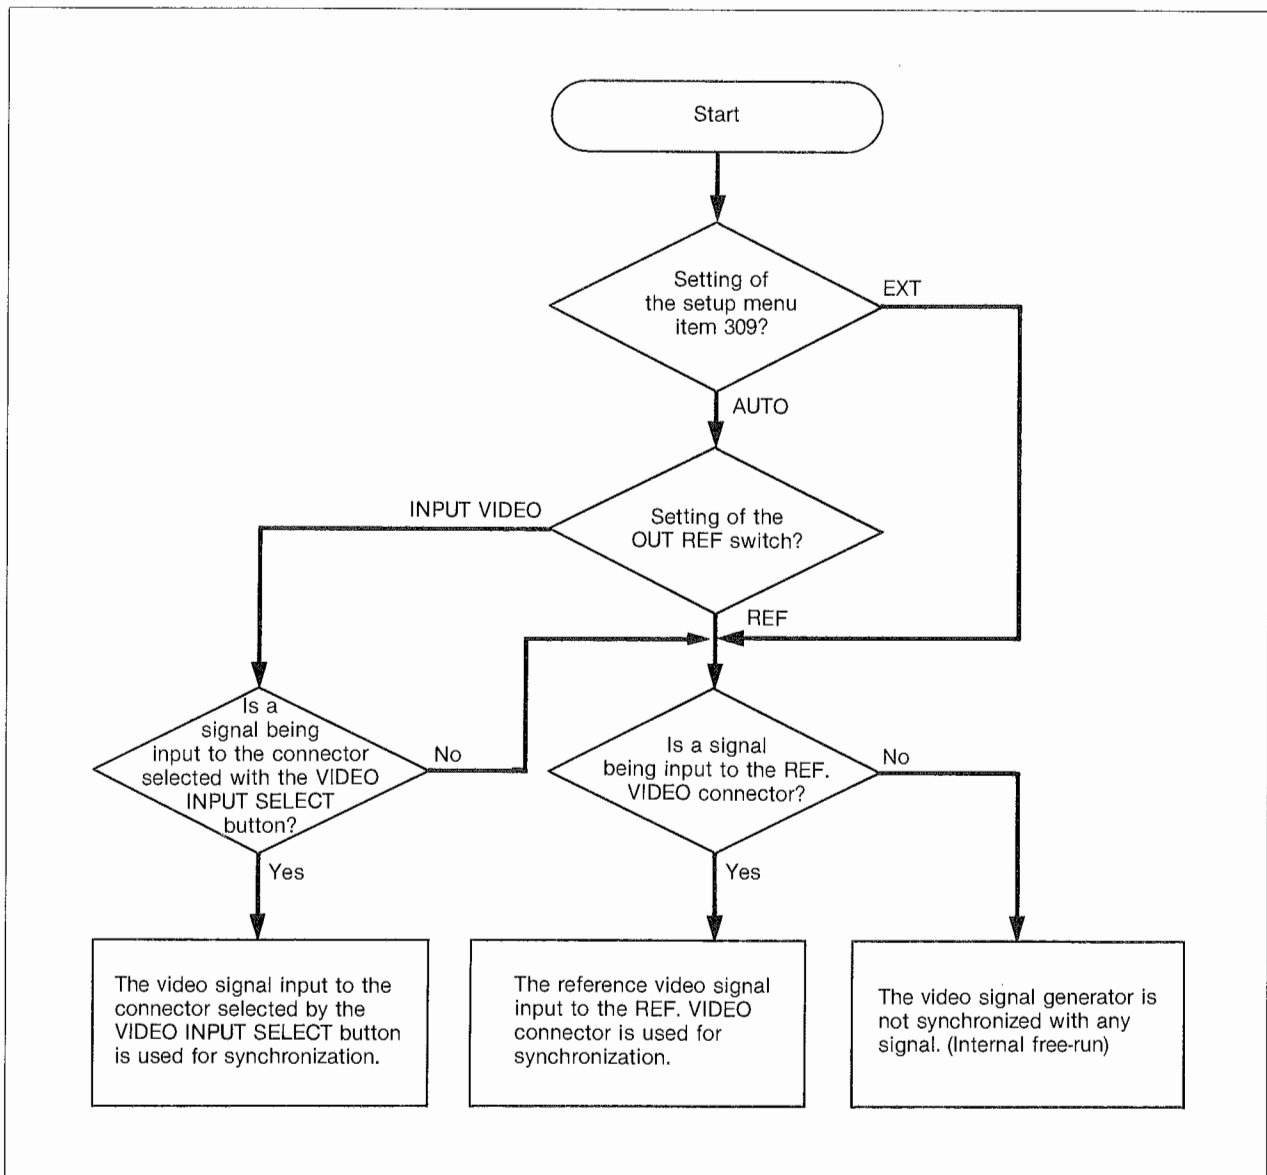 Start
Setting of
the setup menu
item 309?
EXT
AUTO
INPUT VIDEO
Setting of the
OUT REF switch?
REF
Is a
signal being
input to the connector
selected with the VIDEO
INPUT SELECT
button?
No
Is a signal
being input to the REF.
VIDEO connector?
No
Yes
Yes
The video signal input to the
connector selected by the
VIDEO INPUT SELECT button
is used for synchronization.
The reference video signal
input to the REF. VIDEO
connector is used for
synchronization.
The video signal generator is
not synchronized with any
signal. (Internal free-run)